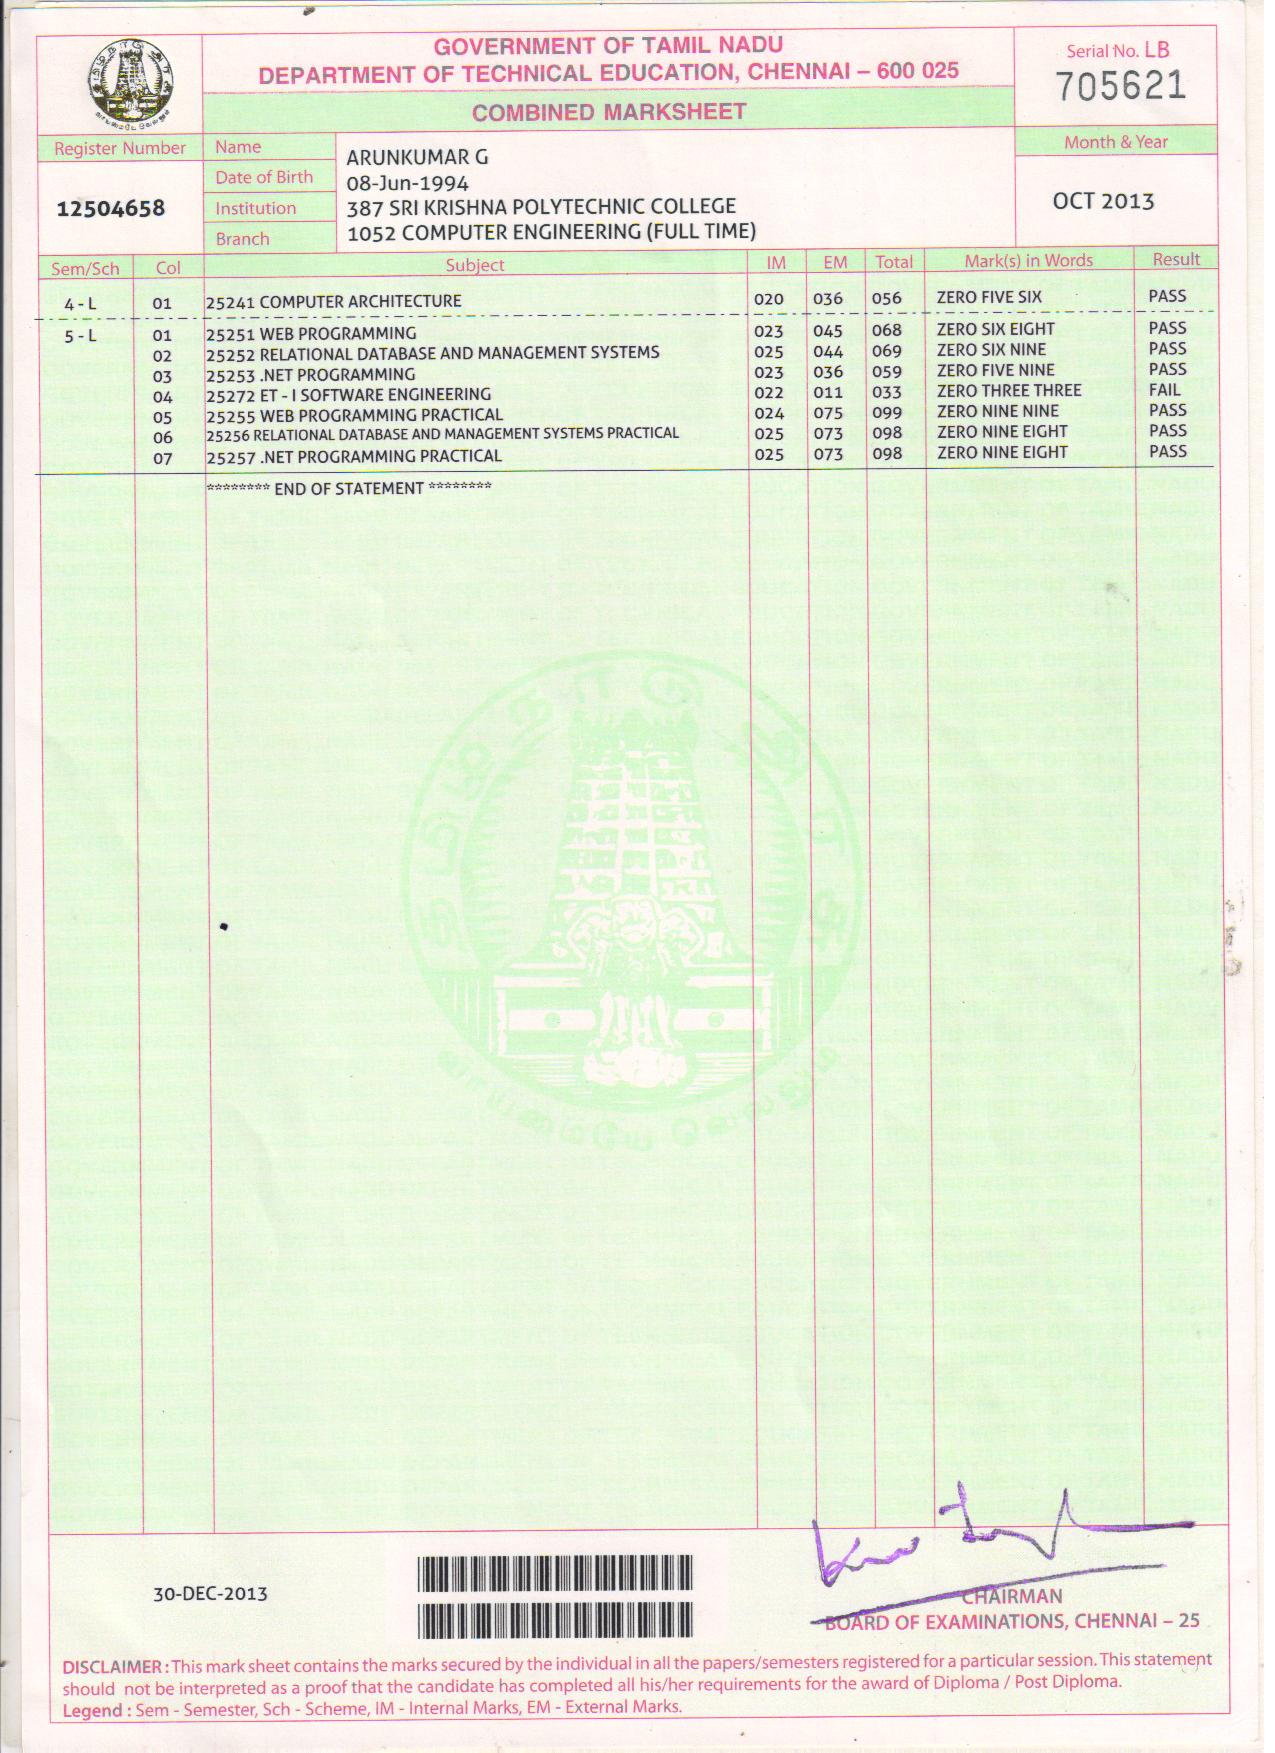 GOVERNMENT OF TAMIL NADU
DEPARTMENT OF TECHNICAL EDUCATION, CHENNAI – 600 025
COMBINED MARKSHEET
Serial No. LB
705621
Register Number
12504658
Name ARUNKUMAR G
Date of Birth 08-Jun-1994
Institution 387 SRI KRISHNA POLYTECHNIC COLLEGE
Branch 1052 COMPUTER ENGINEERING (FULL TIME)
Month & Year
OCT 2013
Sem/Sch Col Subject IM EM Total Mark(s) in Words Result
4 - L 01 25241 COMPUTER ARCHITECTURE 020 036 056 ZERO FIVE SIX PASS
5 - L 01 25251 WEB PROGRAMMING 023 045 068 ZERO SIX EIGHT PASS
02 25252 RELATIONAL DATABASE AND MANAGEMENT SYSTEMS 025 044 069 ZERO SIX NINE PASS
03 25253 .NET PROGRAMMING 023 036 059 ZERO FIVE NINE PASS
04 25272 ET - I SOFTWARE ENGINEERING 022 011 033 ZERO THREE THREE FAIL
05 25255 WEB PROGRAMMING PRACTICAL 024 075 099 ZERO NINE NINE PASS
06 25256 RELATIONAL DATABASE AND MANAGEMENT SYSTEMS PRACTICAL 025 073 098 ZERO NINE EIGHT PASS
07 25257 .NET PROGRAMMING PRACTICAL 025 073 098 ZERO NINE EIGHT PASS
******** END OF STATEMENT ********
30-DEC-2013
CHAIRMAN
BOARD OF EXAMINATIONS, CHENNAI – 25
DISCLAIMER : This mark sheet contains the marks secured by the individual in all the papers/semesters registered for a particular session. This statement
should not be interpreted as a proof that the candidate has completed all his/her requirements for the award of Diploma / Post Diploma.
Legend : Sem - Semester, Sch - Scheme, IM - Internal Marks, EM - External Marks.